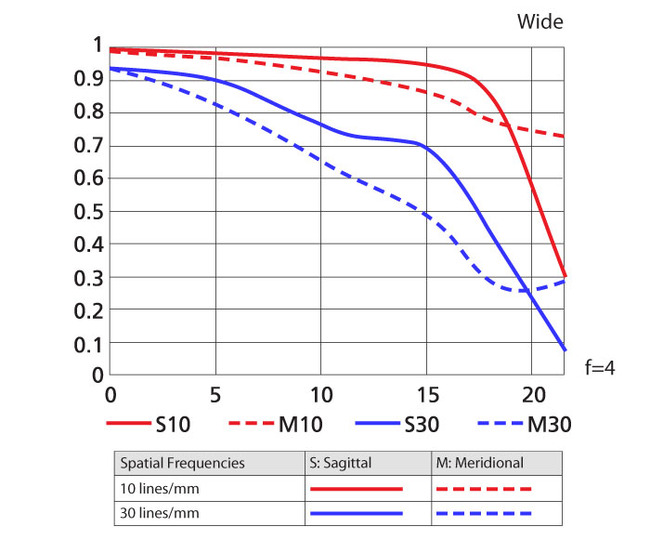 Wide
1
0.9
0.8
0.7
0.6
0.5
0.4
0.3
0.2
0.1
0
0 5 10 15 20
f=4
S10 M10 S30 M30
Spatial Frequencies S: Sagittal M: Meridional
10 lines/mm
30 lines/mm